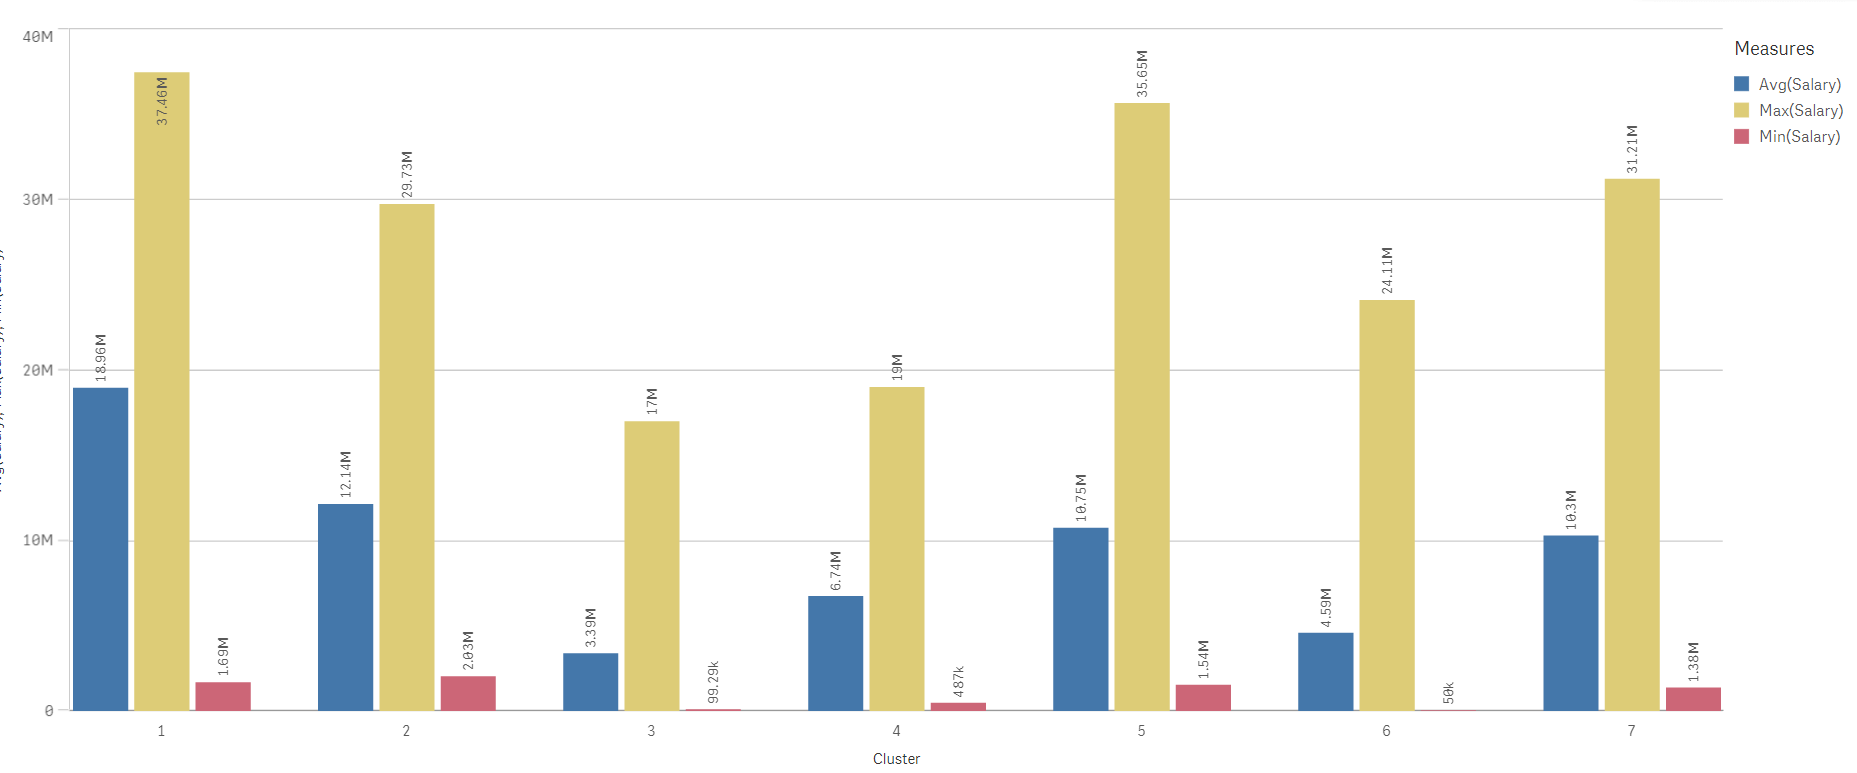 40M
30M
20M
10M
0
18.96M
37.46M
1.69M
12.14M
29.73M
2.03M
3.39M
17M
99.29k
6.74M
19M
487k
10.75M
35.65M
1.54M
4.59M
24.11M
50k
10.3M
31.21M
1.38M
1 2 3 4 5 6 7
Cluster
Measures
Avg(Salary)
Max(Salary)
Min(Salary)